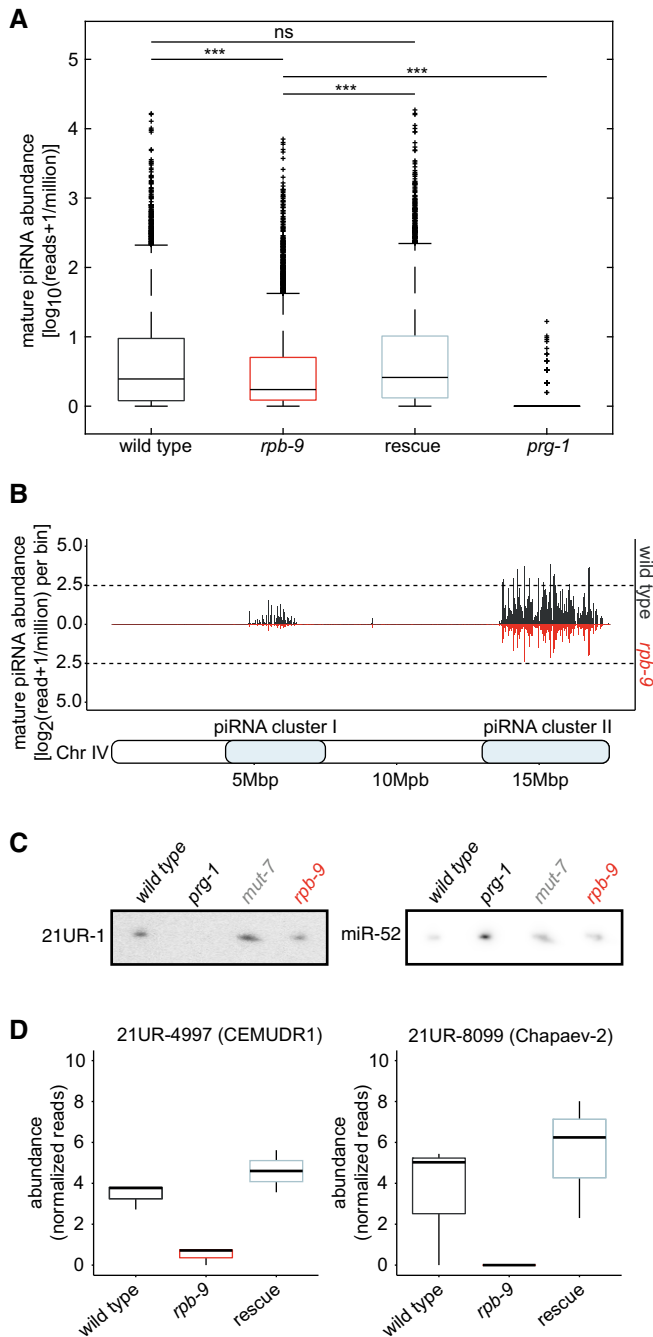 A
ns
***
***
***
5
4
3
2
1
0
mature piRNA abundance
[log10(reads+1/million)]
wild type
rpb-9
rescue
prg-1
B
mature piRNA abundance
[log2(read+1/million) per bin]
5.0
2.5
0.0
2.5
5.0
wild type
rpb-9
piRNA cluster I
piRNA cluster II
Chr IV
5Mbp
10Mpb
15Mbp
C
wild type
prg-1
mut-7
rpb-9
21UR-1
wild type
prg-1
mut-7
rpb-9
miR-52
D
21UR-4997 (CEMUDR1)
abundance
(normalized reads)
10
8
6
4
2
0
wild type
rpb-9
rescue
21UR-8099 (Chapaev-2)
abundance
(normalized reads)
10
8
6
4
2
0
wild type
rpb-9
rescue